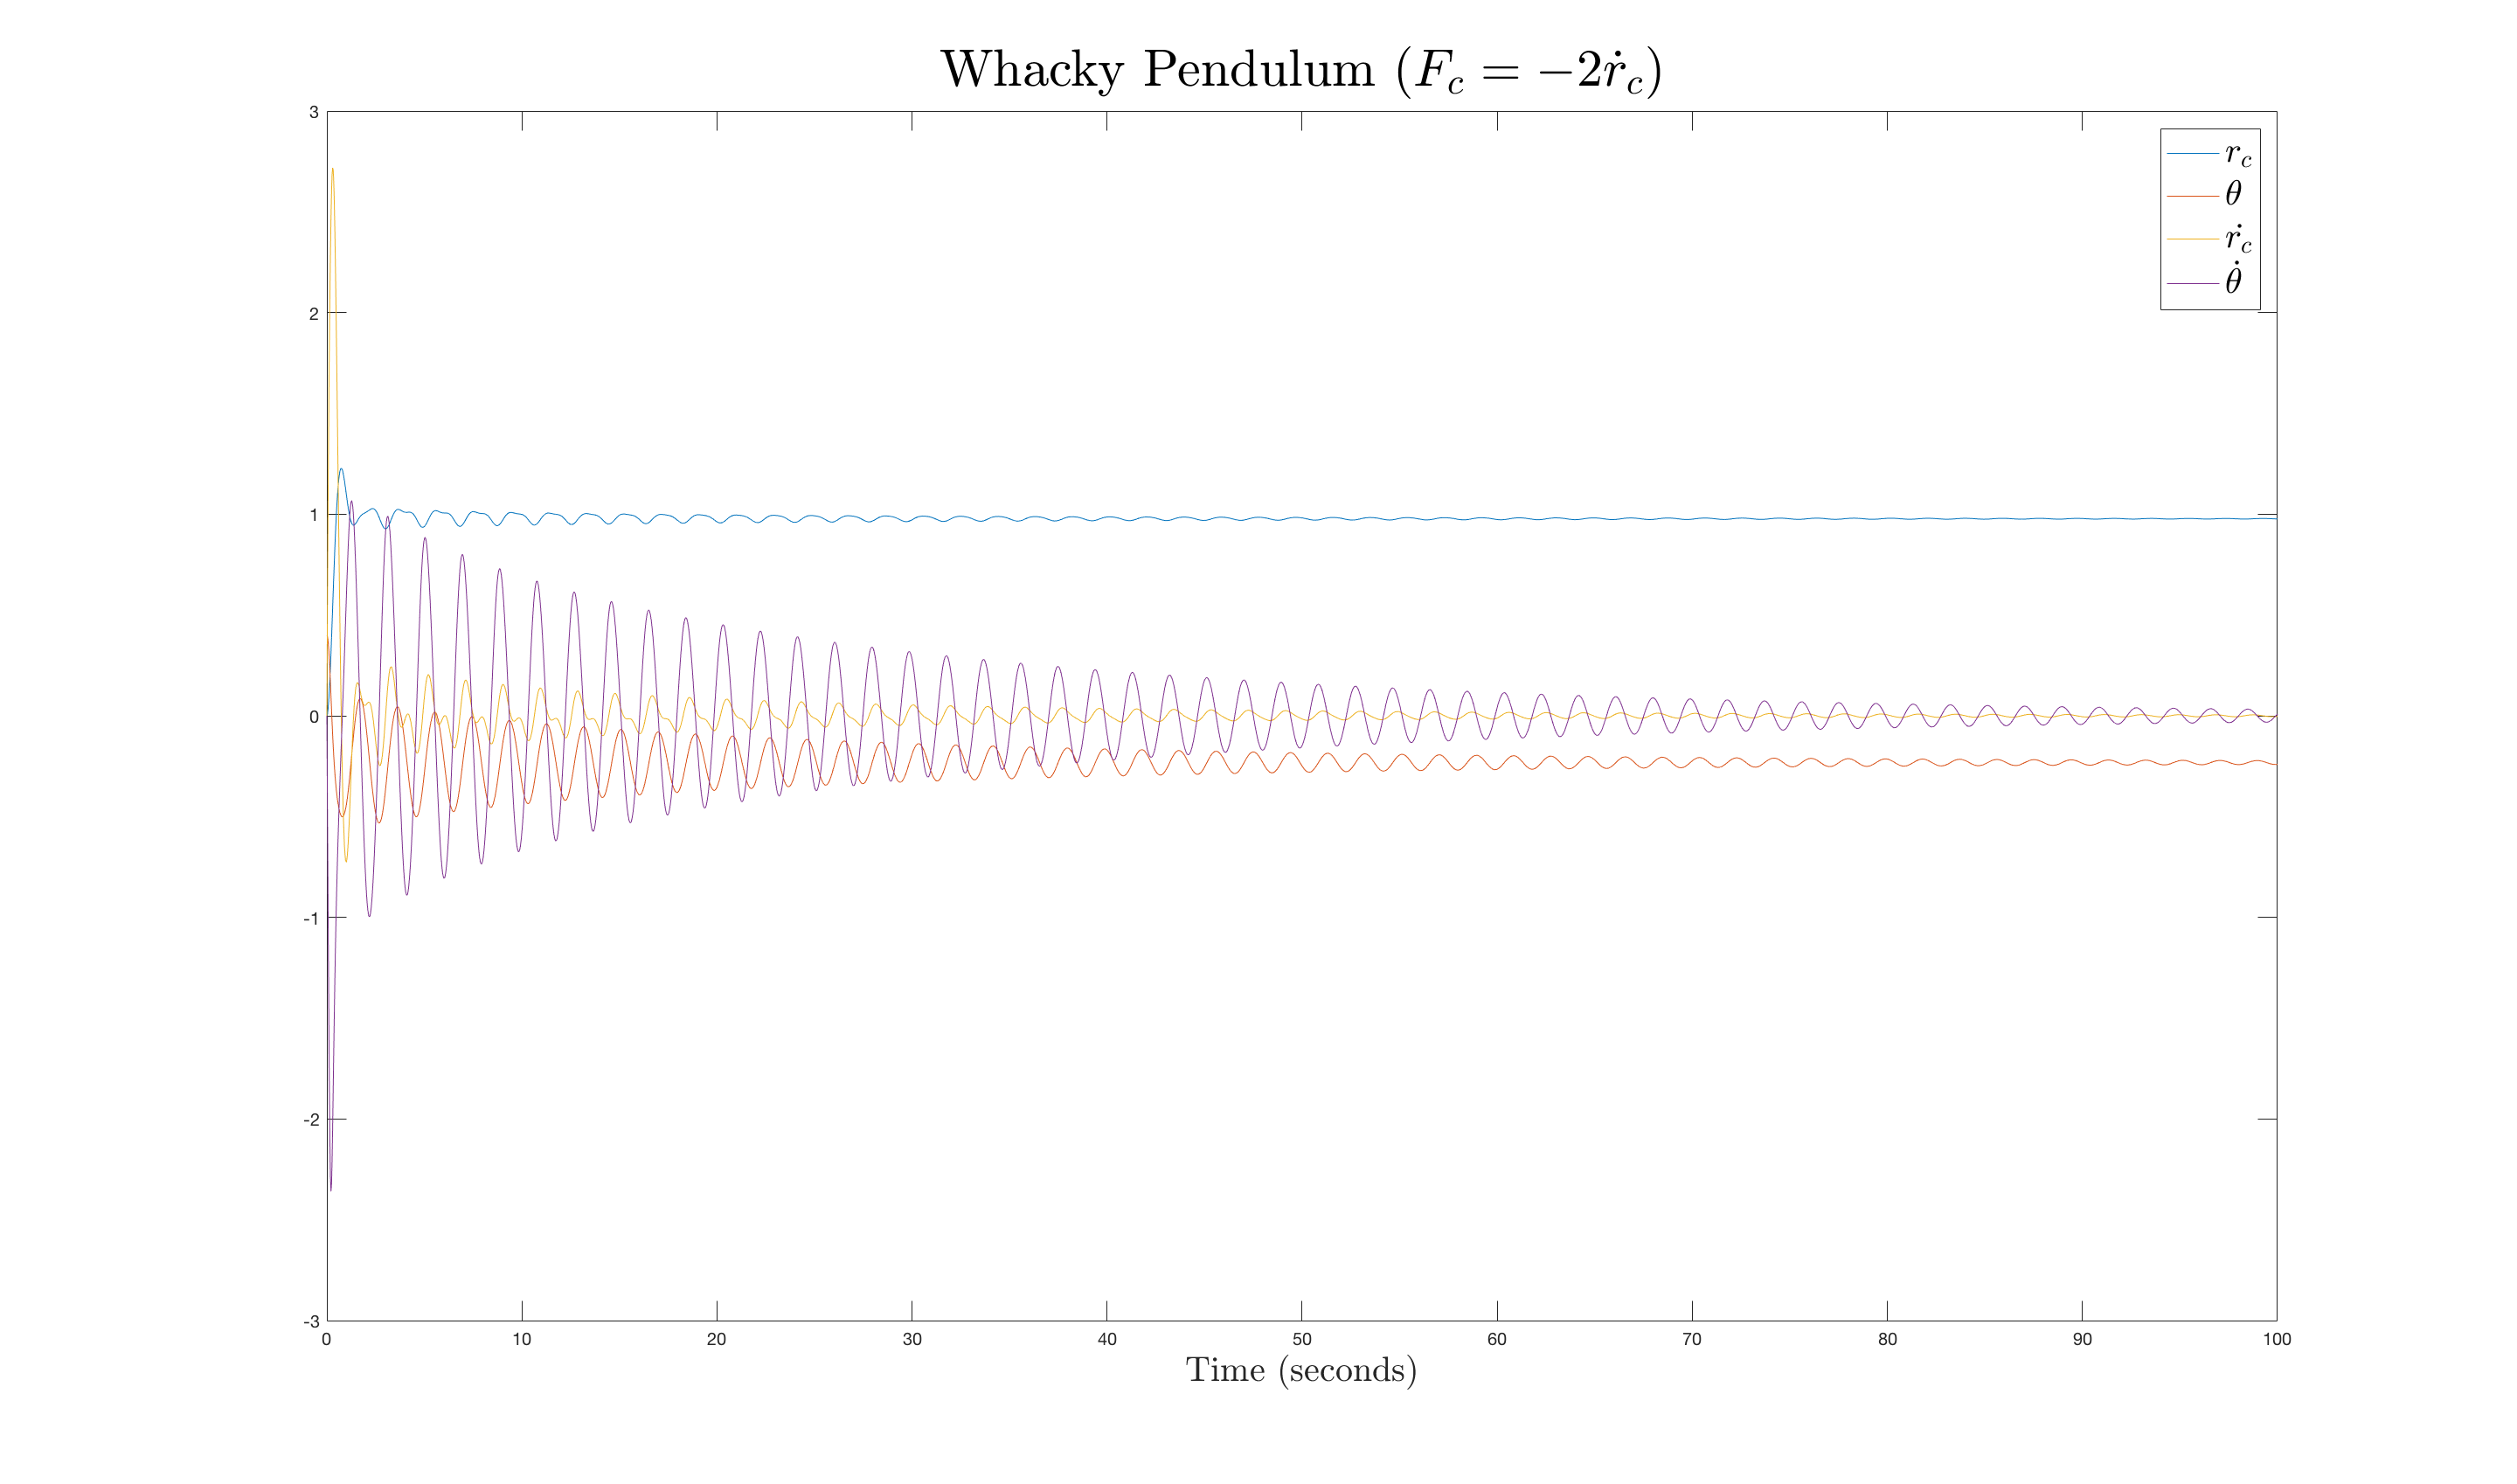 Whacky Pendulum (F_c = −2ṙ_c)
3
2
1
0
-1
-2
-3
r_c
θ
ṙ_c
θ̇
0 10 20 30 40 50 60 70 80 90 100
Time (seconds)